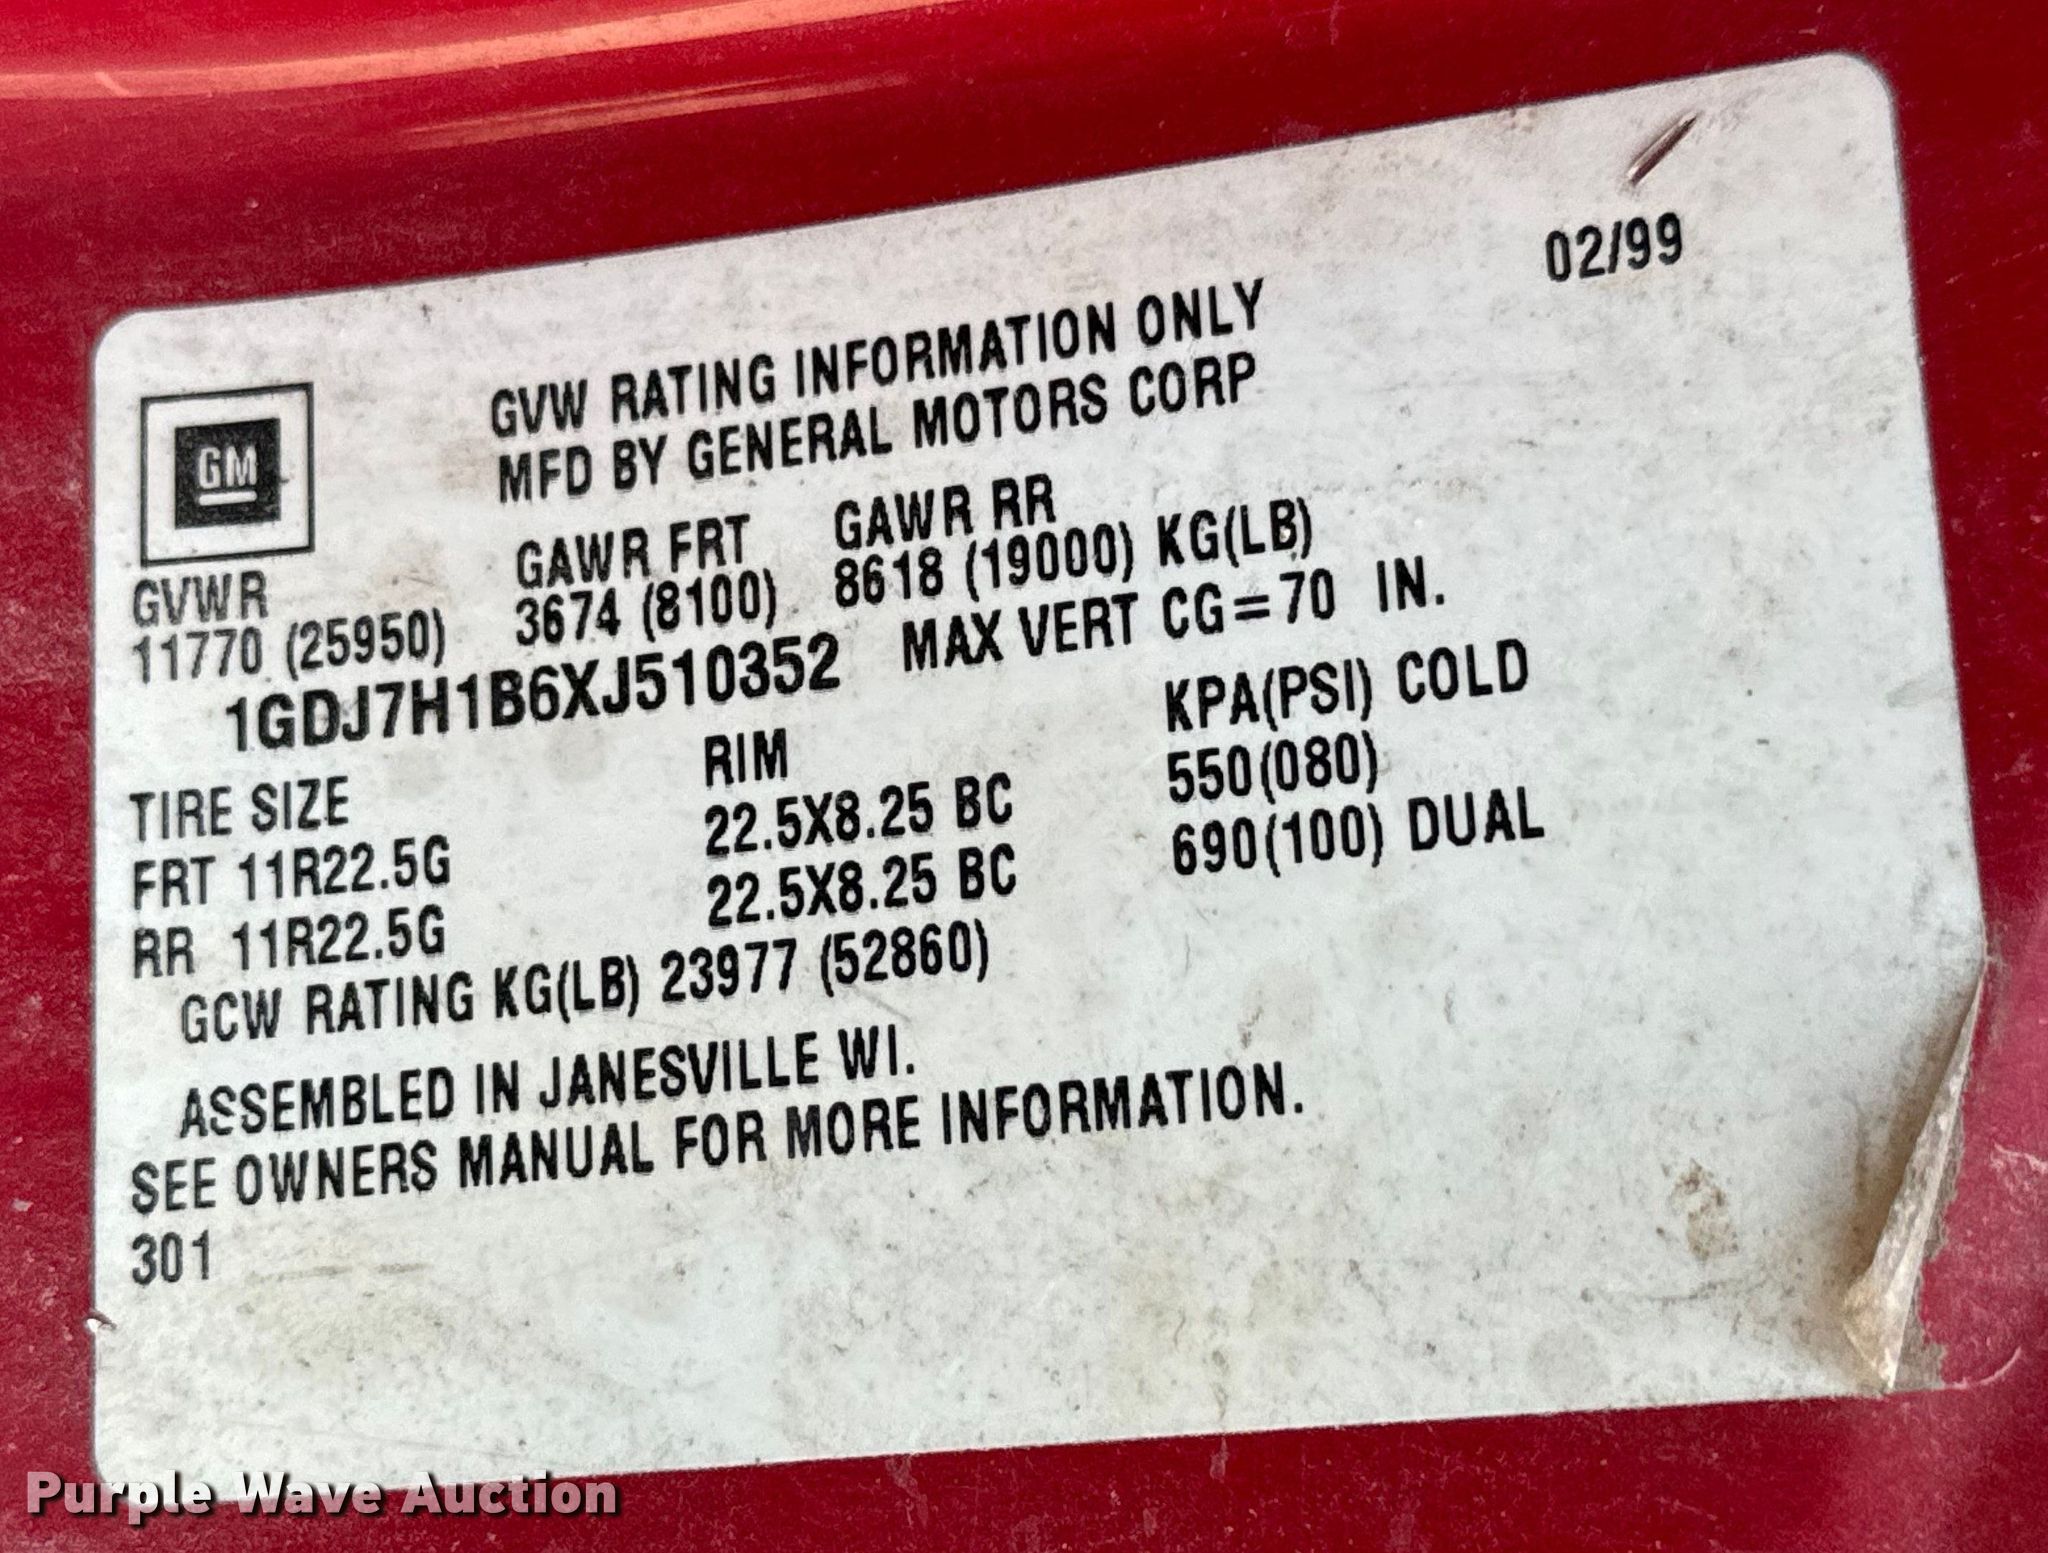 02/99
GVW RATING INFORMATION ONLY
MFD BY GENERAL MOTORS CORP
GM
GVWR GAWR FRT GAWR RR
11770 (25950) 3674 (8100) 8618 (19000) KG(LB)
1GDJ7H1B6XJ510352 MAX VERT CG=70 IN.
TIRE SIZE RIM KPA(PSI) COLD
FRT 11R22.5G 22.5X8.25 BC 550(080)
RR 11R22.5G 22.5X8.25 BC 690(100) DUAL
GCW RATING KG(LB) 23977 (52860)
ASSEMBLED IN JANESVILLE WI.
SEE OWNERS MANUAL FOR MORE INFORMATION.
301
Purple Wave Auction